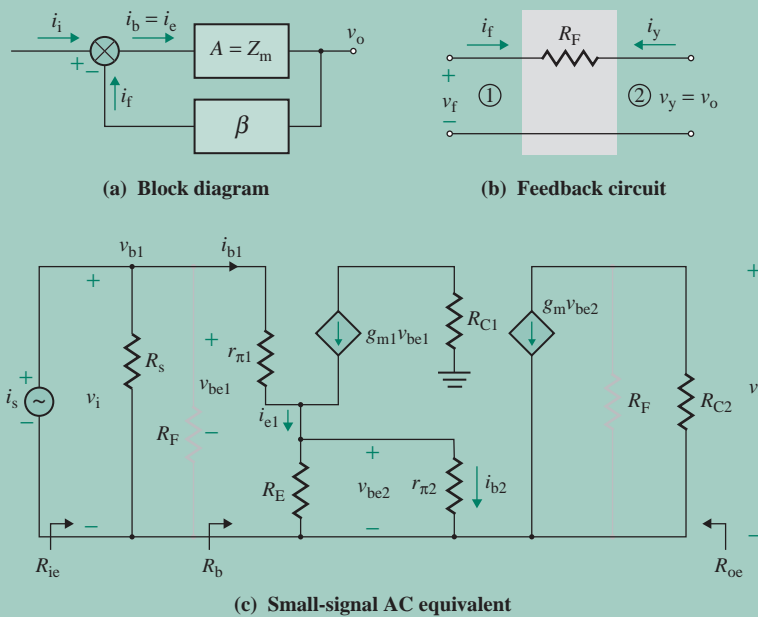 i_i
i_b = i_e
A = Z_m
v_o
+
−
i_f
β
(a) Block diagram
i_f
R_F
i_y
+
v_f
−
①
②
v_y = v_o
(b) Feedback circuit
v_b1
i_b1
+
R_s
r_π1
g_m1v_be1
R_C1
g_mv_be2
+
+
i_s
−
v_i
v_be1
R_F
−
i_e1
R_F
R_C2
v
+
R_E
v_be2
r_π2
i_b2
−
−
−
R_ie
R_b
R_oe
(c) Small-signal AC equivalent